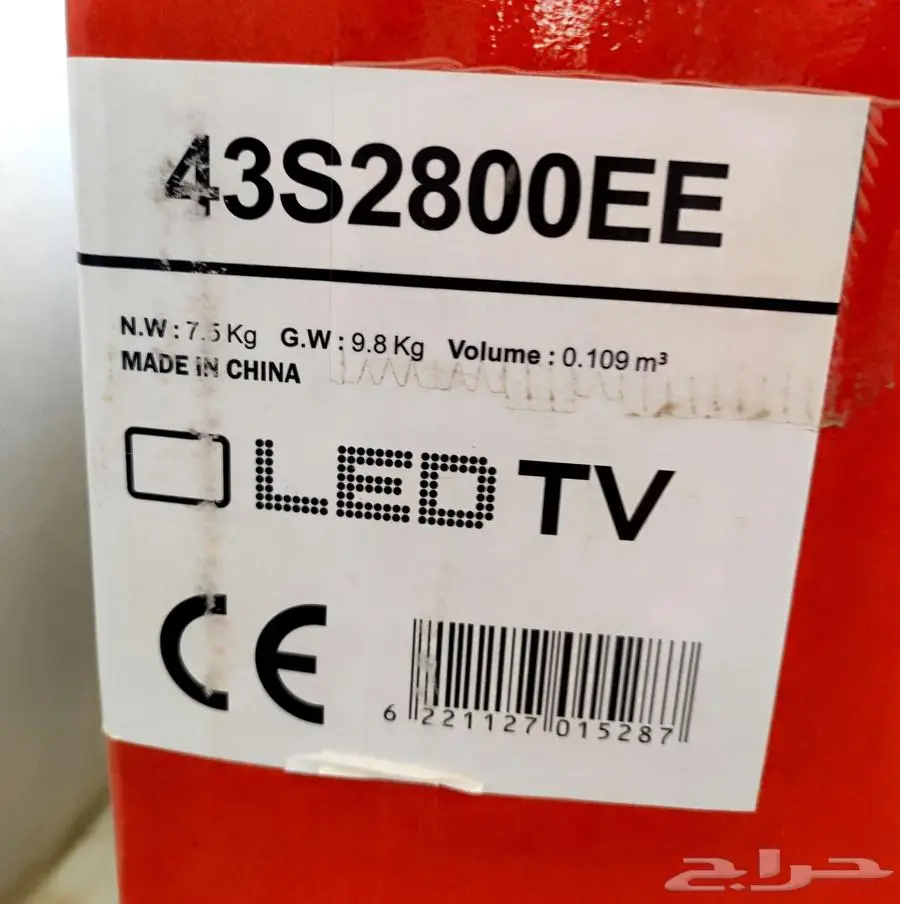 43S2800EE
N.W : 7.5 Kg G.W : 9.8 Kg Volume : 0.109 m³
MADE IN CHINA
LED TV
CE
6 221127 015287
حراج